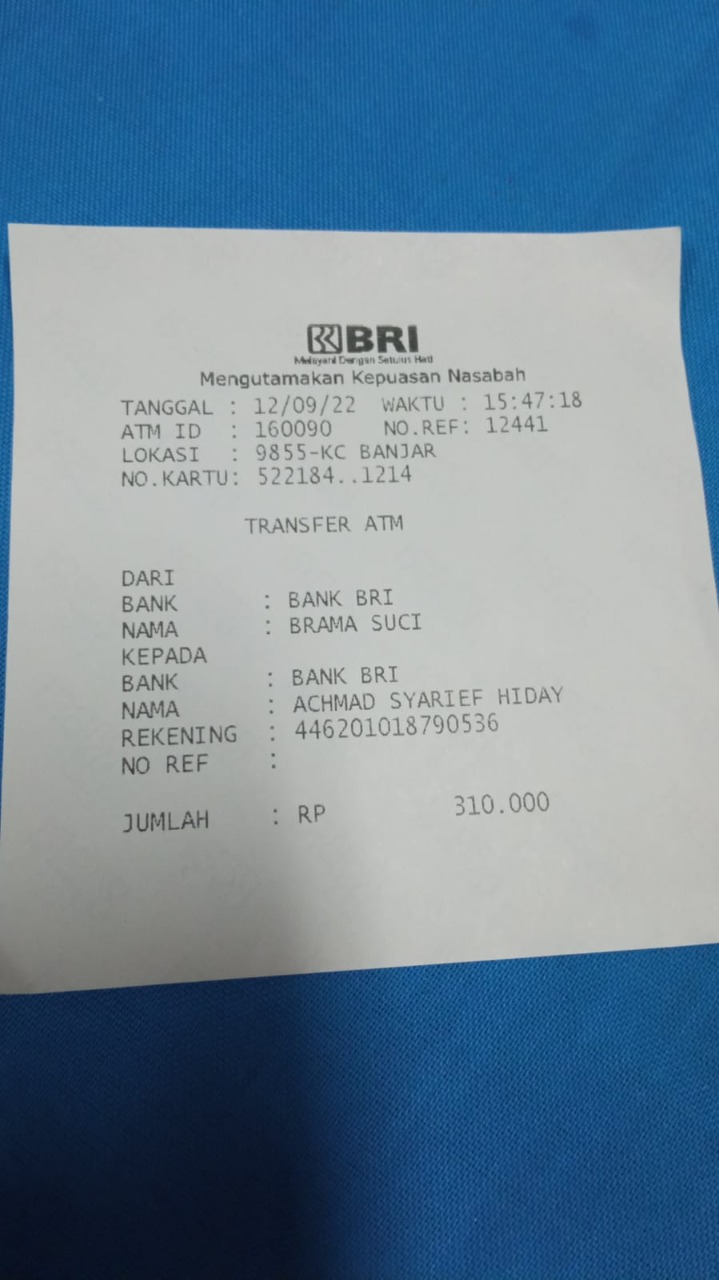 BRI
Melayani Dengan Setulus Hati
Mengutamakan Kepuasan Nasabah
TANGGAL : 12/09/22 WAKTU : 15:47:18
ATM ID : 160090 NO.REF: 12441
LOKASI : 9855-KC BANJAR
NO.KARTU: 522184..1214
TRANSFER ATM
DARI
BANK : BANK BRI
NAMA : BRAMA SUCI
KEPADA
BANK : BANK BRI
NAMA : ACHMAD SYARIEF HIDAY
REKENING : 446201018790536
NO REF :
JUMLAH : RP 310.000